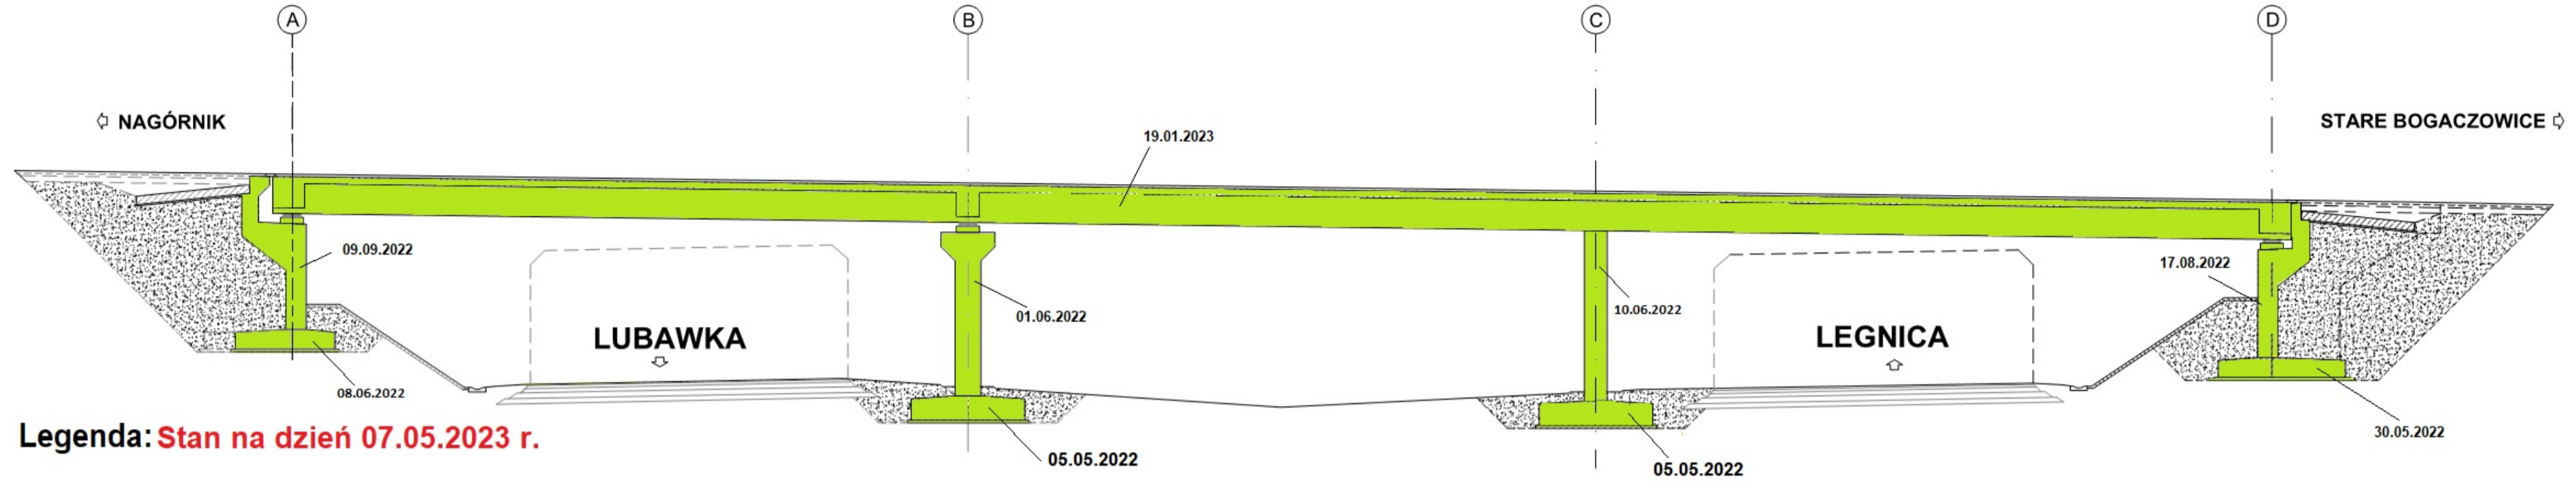 A
B
C
D
NAGÓRNIK
STARE BOGACZOWICE
19.01.2023
09.09.2022
17.08.2022
01.06.2022
10.06.2022
LUBAWKA
LEGNICA
08.06.2022
Legenda: Stan na dzień 07.05.2023 r.
05.05.2022
05.05.2022
30.05.2022